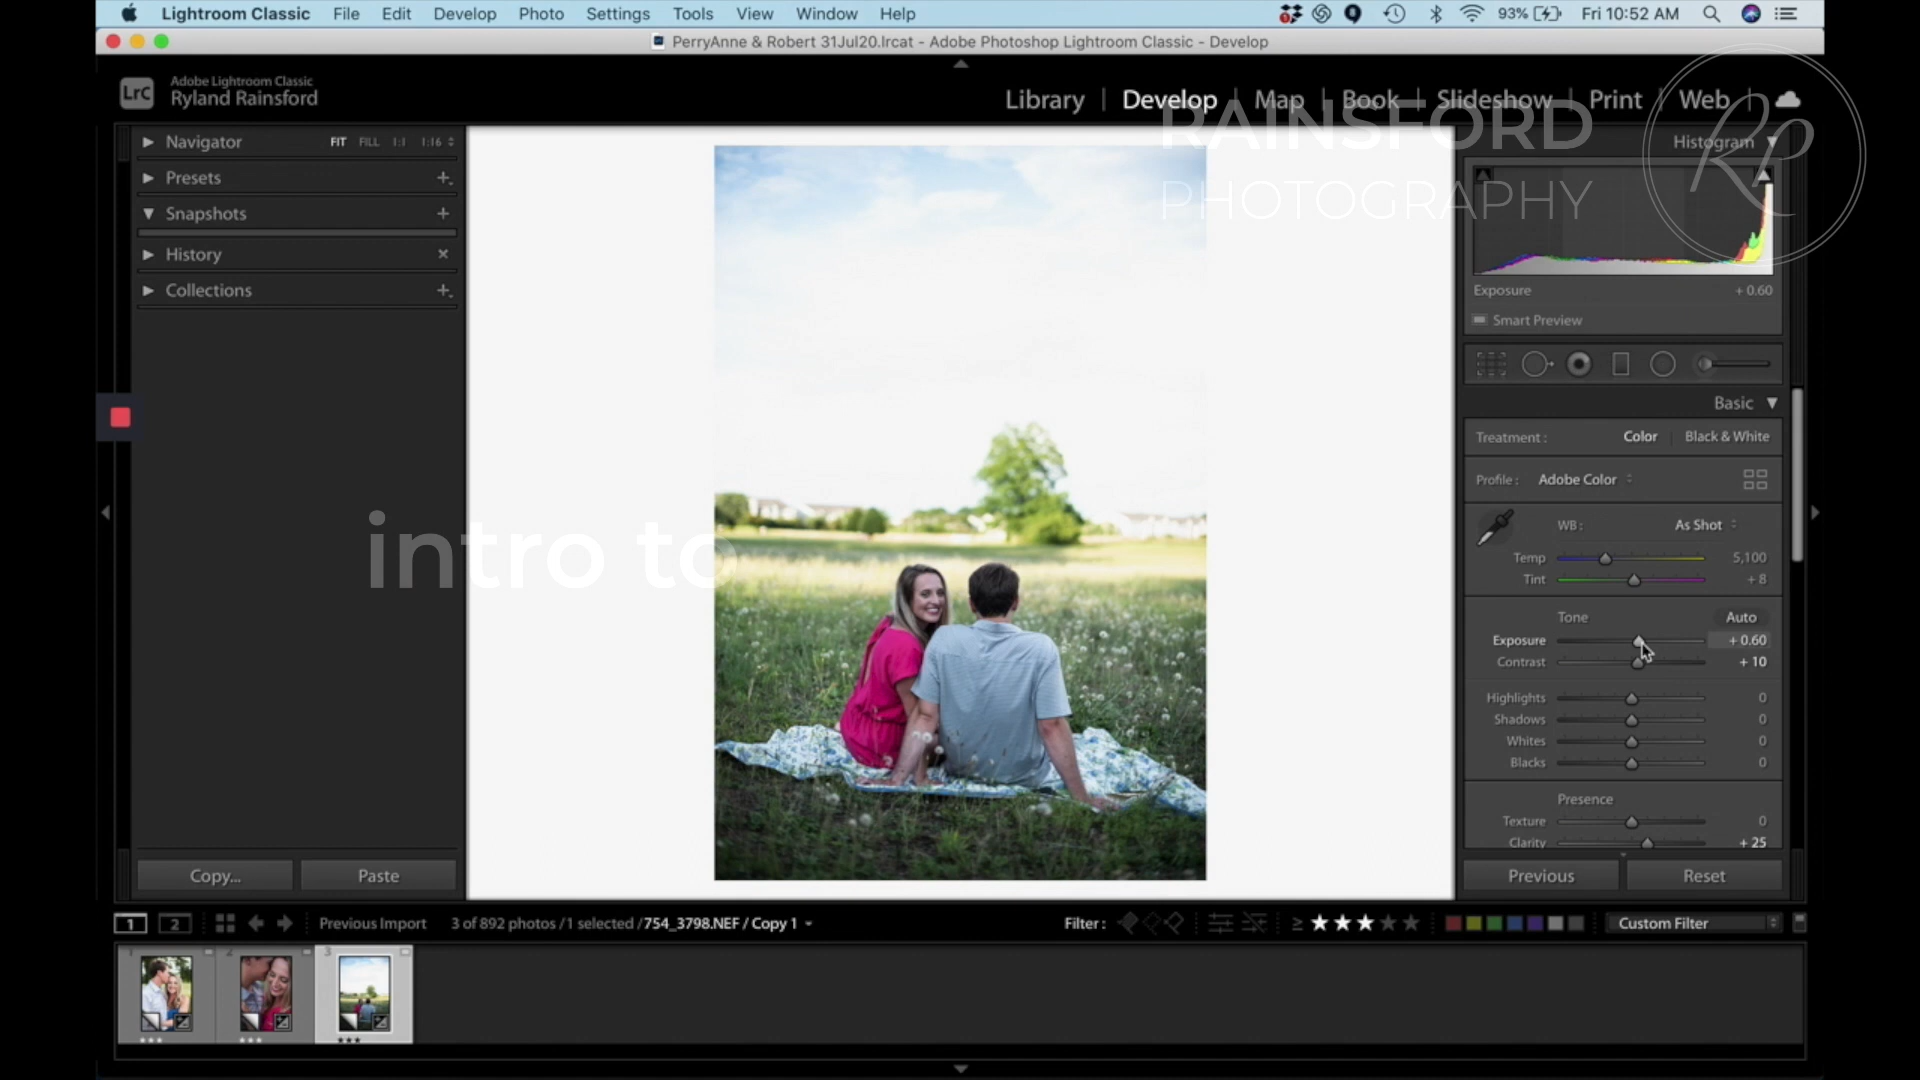 Lightroom Classic File Edit Develop Photo Settings Tools View Window Help 93% Fri 10:52 AM
PerryAnne & Robert 31Jul20.lrcat - Adobe Photoshop Lightroom Classic - Develop
LrC
Adobe Lightroom Classic
Ryland Rainsford
Library | Develop | Map | Book | Slideshow | Print | Web
RAINSFORD
PHOTOGRAPHY
RP
Navigator FIT FILL 1:1 1:16
Presets
Snapshots
History
Collections
Histogram
Exposure + 0.60
Smart Preview
Basic
Treatment : Color Black & White
Profile : Adobe Color
WB : As Shot
Temp 5,100
Tint + 8
Tone Auto
Exposure + 0.60
Contrast + 10
Highlights 0
Shadows 0
Whites 0
Blacks 0
Presence
Texture 0
Clarity + 25
intro to
Copy... Paste
Previous Reset
1 2 Previous Import 3 of 892 photos /1 selected /754_3798.NEF / Copy 1 Filter : ≥ ★★★★★ Custom Filter
1 2 3